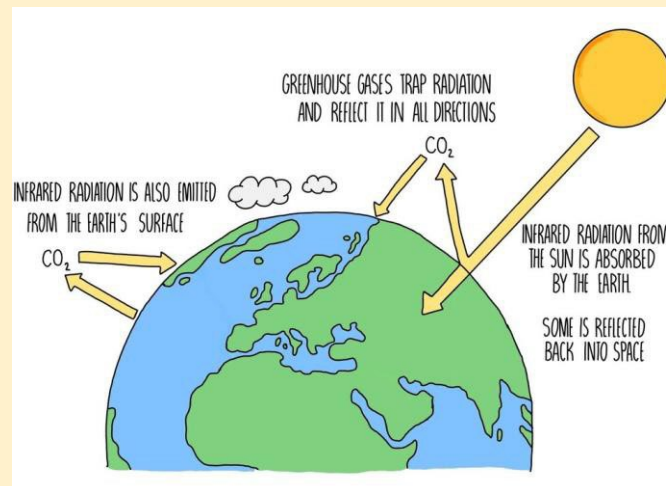 GREENHOUSE GASES TRAP RADIATION
AND REFLECT IT IN ALL DIRECTIONS
CO₂
INFRARED RADIATION IS ALSO EMITTED
FROM THE EARTH'S SURFACE
CO₂
INFRARED RADIATION FROM
THE SUN IS ABSORBED
BY THE EARTH.
SOME IS REFLECTED
BACK INTO SPACE